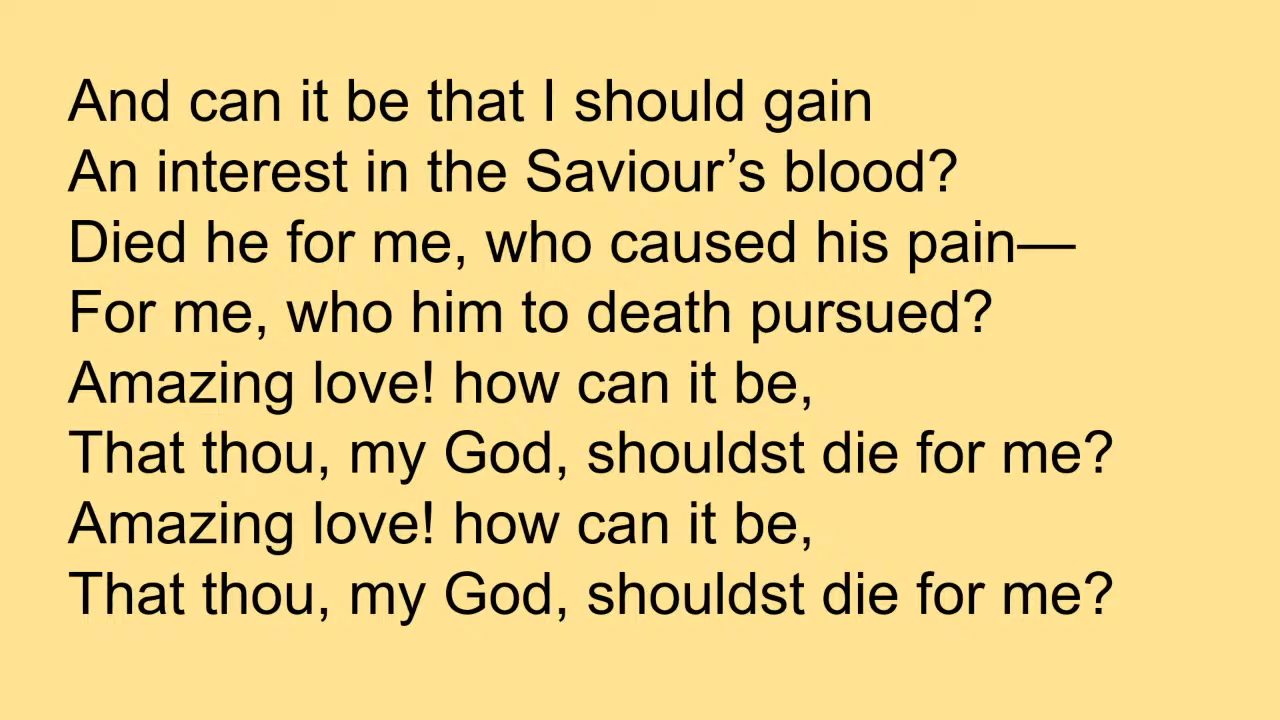 And can it be that I should gain
An interest in the Saviour’s blood?
Died he for me, who caused his pain—
For me, who him to death pursued?
Amazing love! how can it be,
That thou, my God, shouldst die for me?
Amazing love! how can it be,
That thou, my God, shouldst die for me?